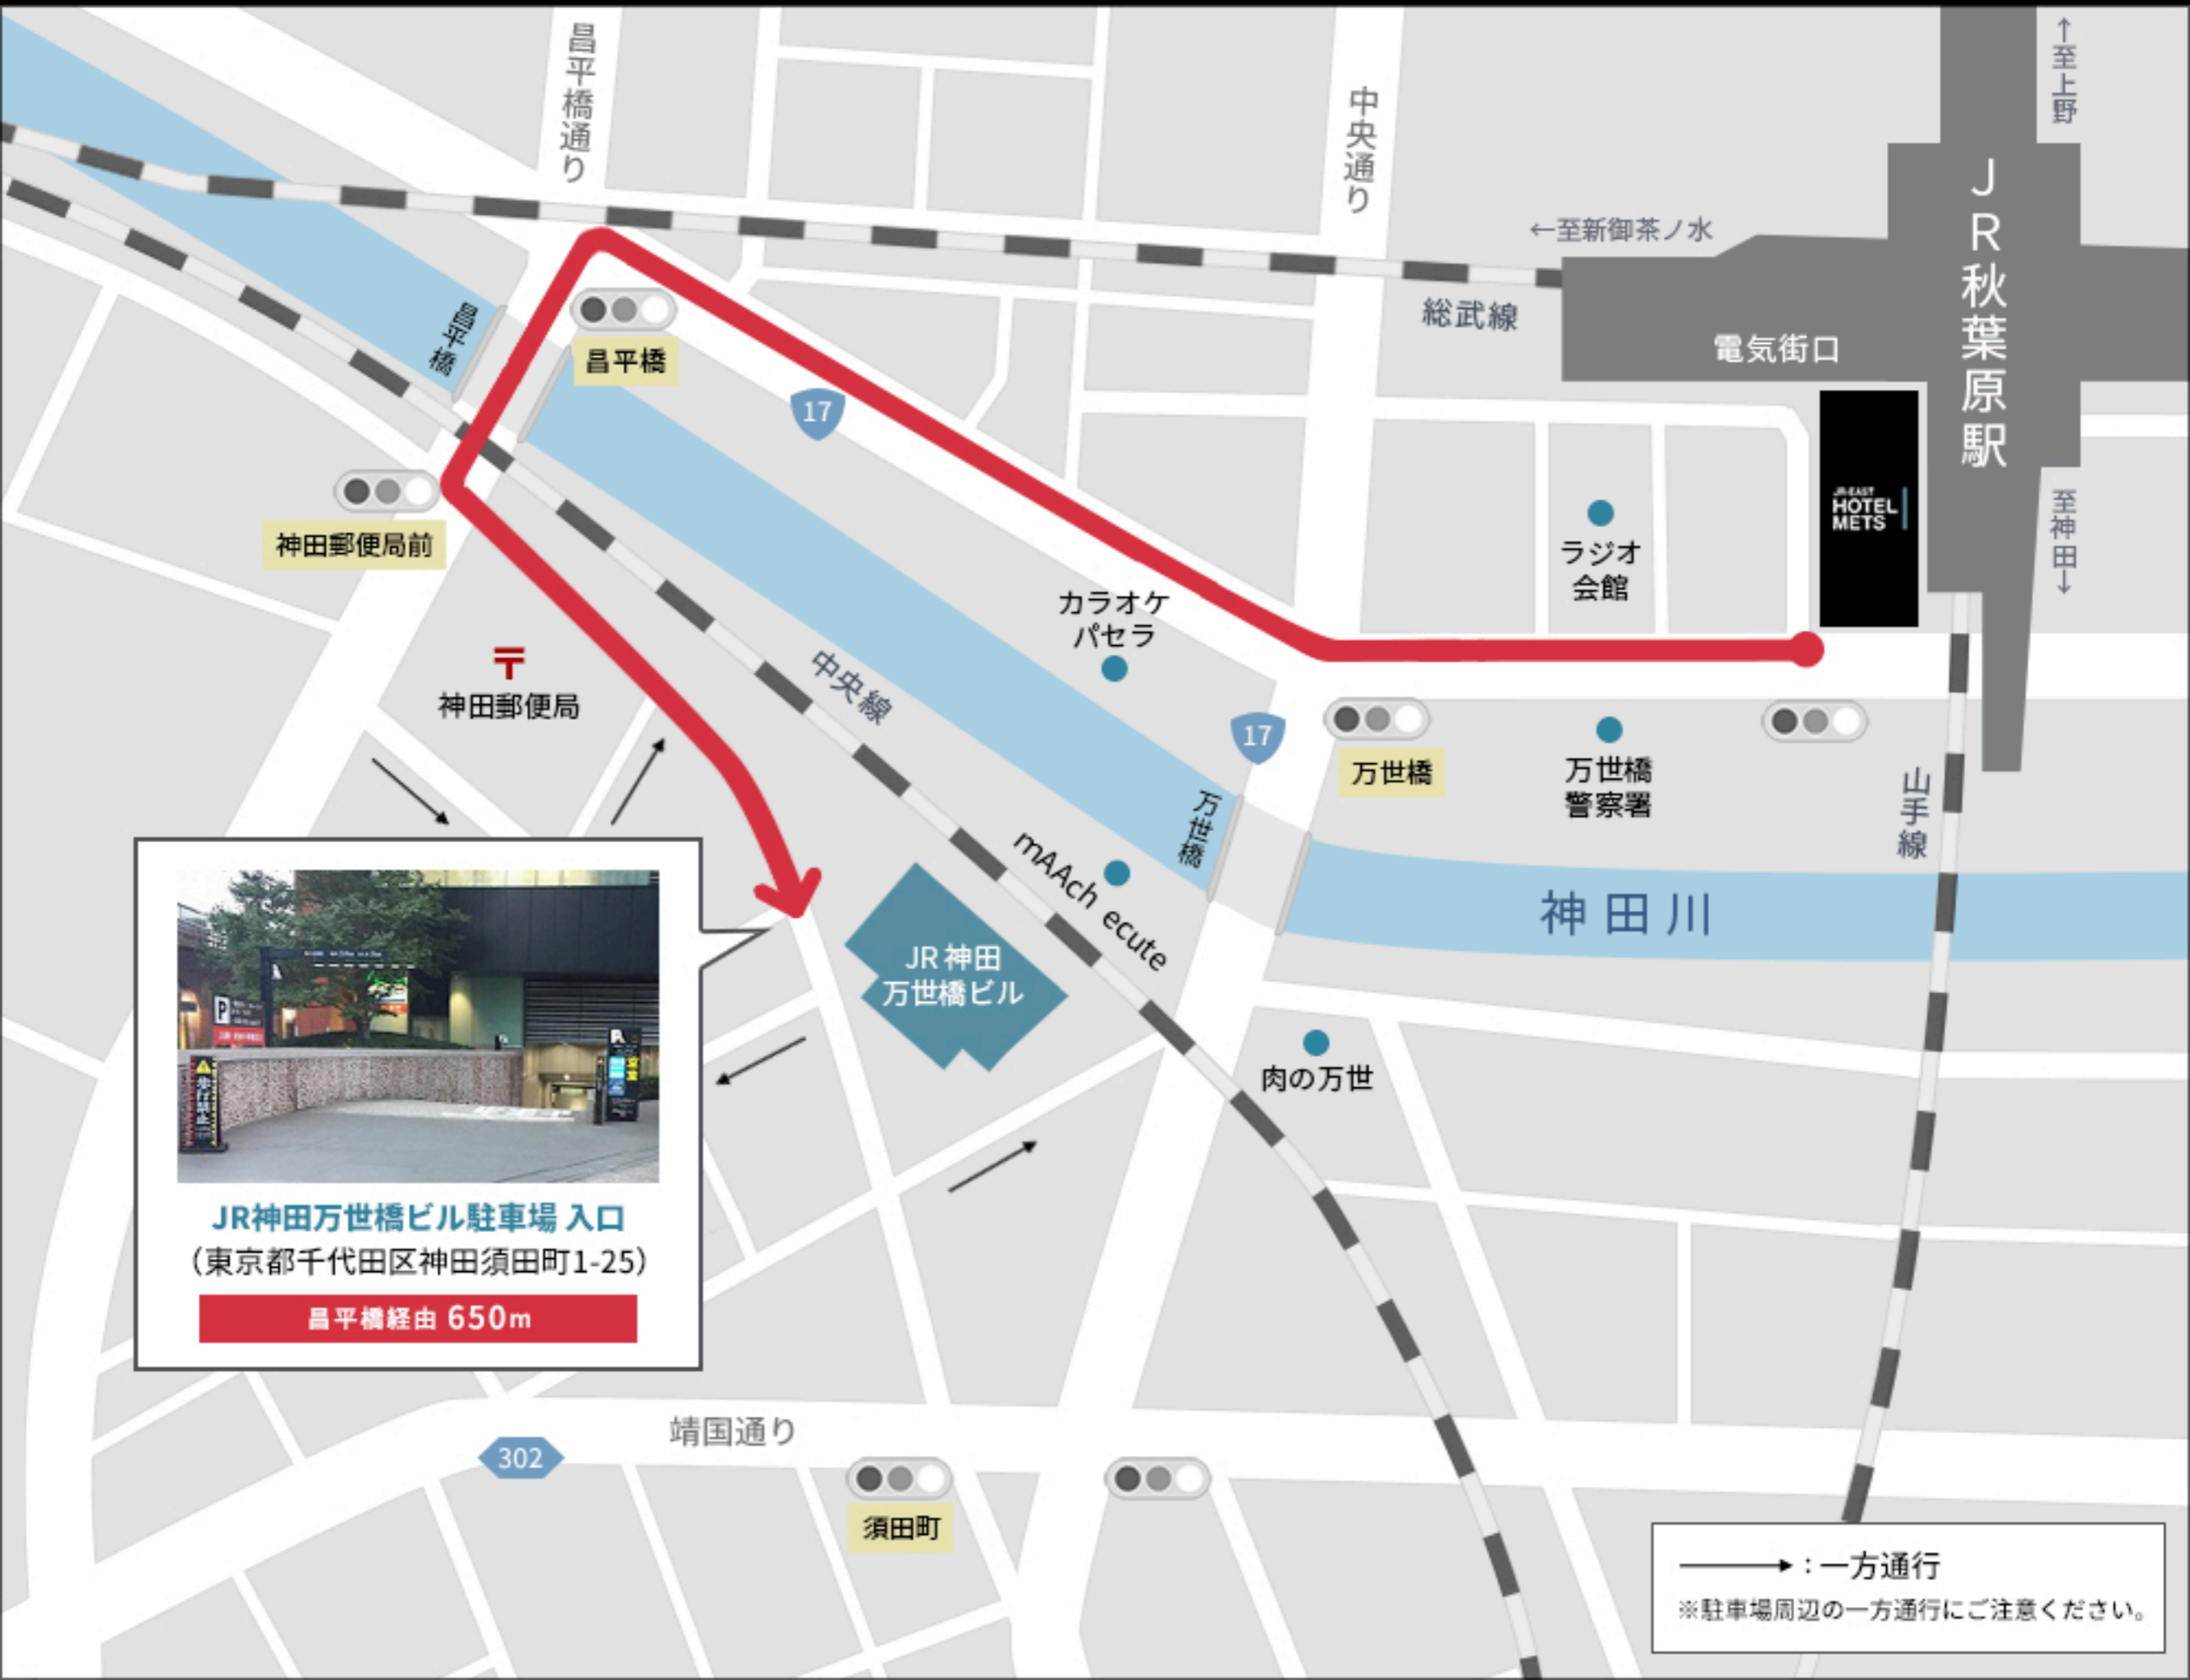 昌平橋通り
中央通り
↑至上野
JR秋葉原駅
←至新御茶ノ水
総武線
電気街口
昌平橋
昌平橋
17
JR-EAST
HOTEL
METS
至神田↓
神田郵便局前
ラジオ
会館
カラオケ
パセラ
〒
神田郵便局
中央線
17
万世橋
万世橋
警察署
山手線
万世橋
mAAch ecute
神田川
JR 神田
万世橋ビル
肉の万世
P
JR神田万世橋ビル駐車場 入口
（東京都千代田区神田須田町1-25）
昌平橋経由 650m
靖国通り
302
須田町
：一方通行
※駐車場周辺の一方通行にご注意ください。